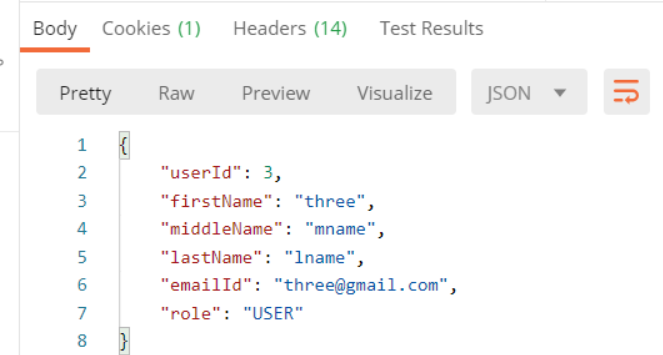 Body Cookies (1) Headers (14) Test Results
Pretty Raw Preview Visualize JSON
1 {
2 "userId": 3,
3 "firstName": "three",
4 "middleName": "mname",
5 "lastName": "lname",
6 "emailId": "three@gmail.com",
7 "role": "USER"
8 }